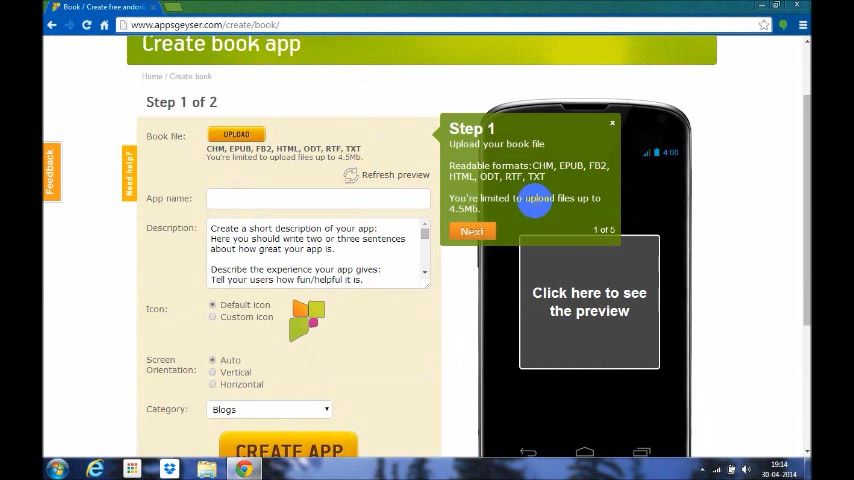 Book / Create free andori
www.appsgeyser.com/create/book/
Create book app
Home / Create book
Step 1 of 2
Book file:
UPLOAD
CHM, EPUB, FB2, HTML, ODT, RTF, TXT
You're limited to upload files up to 4.5Mb.
Refresh preview
App name:
Description:
Create a short description of your app:
Here you should write two or three sentences
about how great your app is.
Describe the experience your app gives:
Tell your users how fun/helpful it is.
Icon:
Default icon
Custom icon
Screen
Orientation:
Auto
Vertical
Horizontal
Category:
Blogs
CREATE APP
Feedback
Need help?
Step 1
x
Upload your book file
Readable formats:CHM, EPUB, FB2,
HTML, ODT, RTF, TXT
You're limited to upload files up to
4.5Mb.
Next
1 of 5
4:00
Click here to see
the preview
19:14
30-04-2014